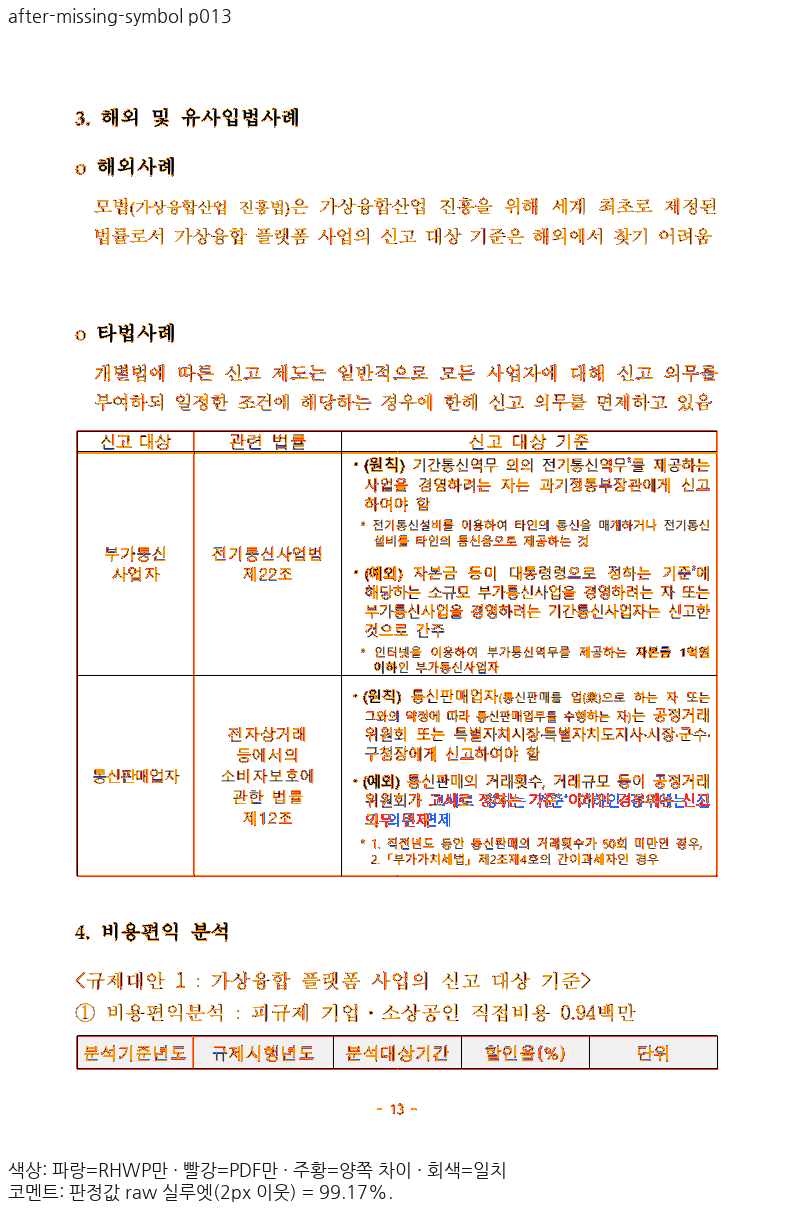 after-missing-symbol p013
3. 해외 및 유사입법사례
o 해외사례
모법(가상융합산업 진흥법)은 가상융합산업 진흥을 위해 세계 최초로 제정된
법률로서 가상융합 플랫폼 사업의 신고 대상 기준은 해외에서 찾기 어려움
o 타법사례
개별법에 따른 신고 제도는 일반적으로 모든 사업자에 대해 신고 의무를
부여하되 일정한 조건에 해당하는 경우에 한해 신고 의무를 면제하고 있음
신고 대상 관련 법률 신고 대상 기준
부가통신
사업자
전기통신사업법
제22조
· (원칙) 기간통신역무 외의 전기통신역무*를 제공하는
사업을 경영하려는 자는 과기정통부장관에게 신고
하여야 함
* 전기통신설비를 이용하여 타인의 통신을 매개하거나 전기통신
설비를 타인의 통신용으로 제공하는 것
· (예외) 자본금 등이 대통령령으로 정하는 기준*에
해당하는 소규모 부가통신사업을 경영하려는 자 또는
부가통신사업을 경영하려는 기간통신사업자는 신고한
것으로 간주
* 인터넷을 이용하여 부가통신역무를 제공하는 자본금 1억원
이하인 부가통신사업자
통신판매업자
전자상거래
등에서의
소비자보호에
관한 법률
제12조
· (원칙) 통신판매업자(통신판매를 업(業)으로 하는 자 또는
그와의 약정에 따라 통신판매업무를 수행하는 자)는 공정거래
위원회 또는 특별자치시장·특별자치도지사·시장·군수·
구청장에게 신고하여야 함
· (예외) 통신판매의 거래횟수, 거래규모 등이 공정거래
위원회가 고시로 정하는 기준 이하인 경우에는 신고
의무 면제
* 1. 직전년도 동안 통신판매의 거래횟수가 50회 미만인 경우,
2. 「부가가치세법」 제2조제4호의 간이과세자인 경우
4. 비용편익 분석
<규제대안 1 : 가상융합 플랫폼 사업의 신고 대상 기준>
① 비용편익분석 : 피규제 기업·소상공인 직접비용 0.94백만
분석기준년도 규제시행년도 분석대상기간 할인율(%) 단위
- 13 -
색상: 파랑=RHWP만 · 빨강=PDF만 · 주황=양쪽 차이 · 회색=일치
코멘트: 판정값 raw 실루엣(2px 이웃) = 99.17%.